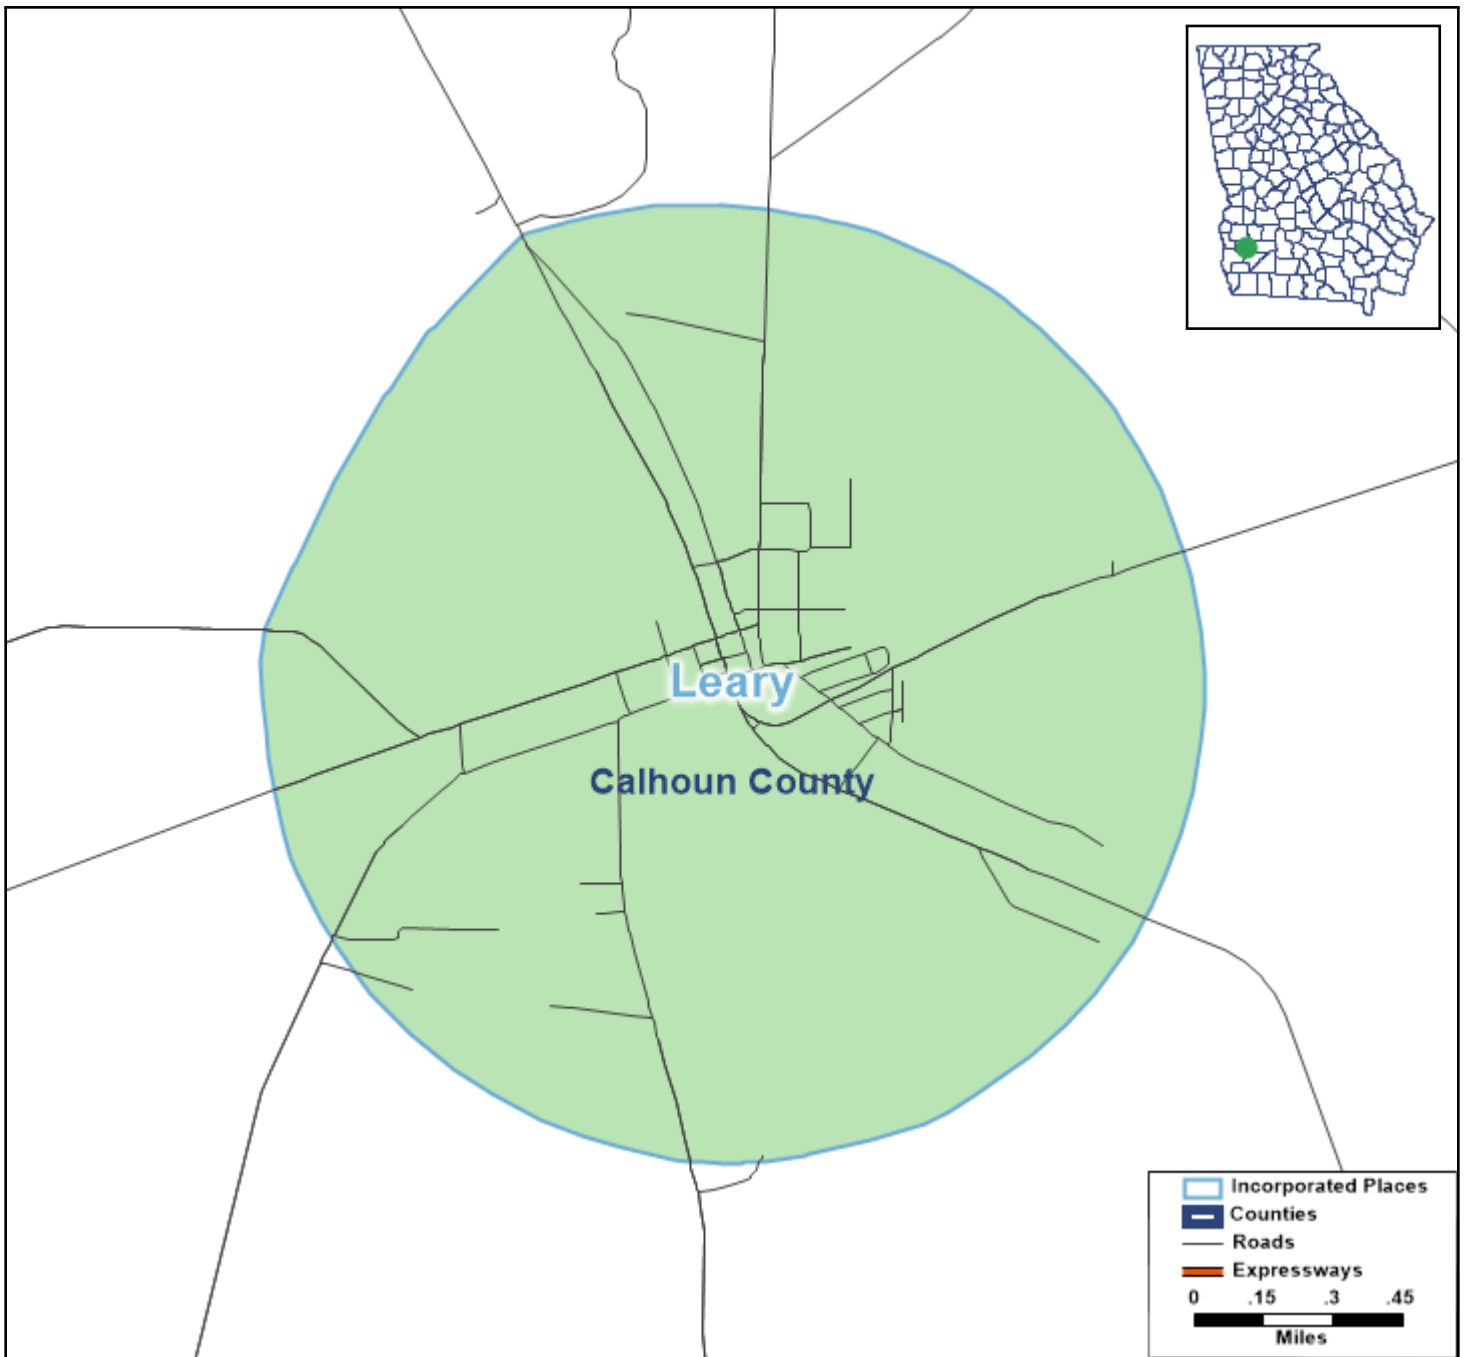 Leary
Calhoun County
Incorporated Places
Counties
Roads
Expressways
0 .15 .3 .45
Miles